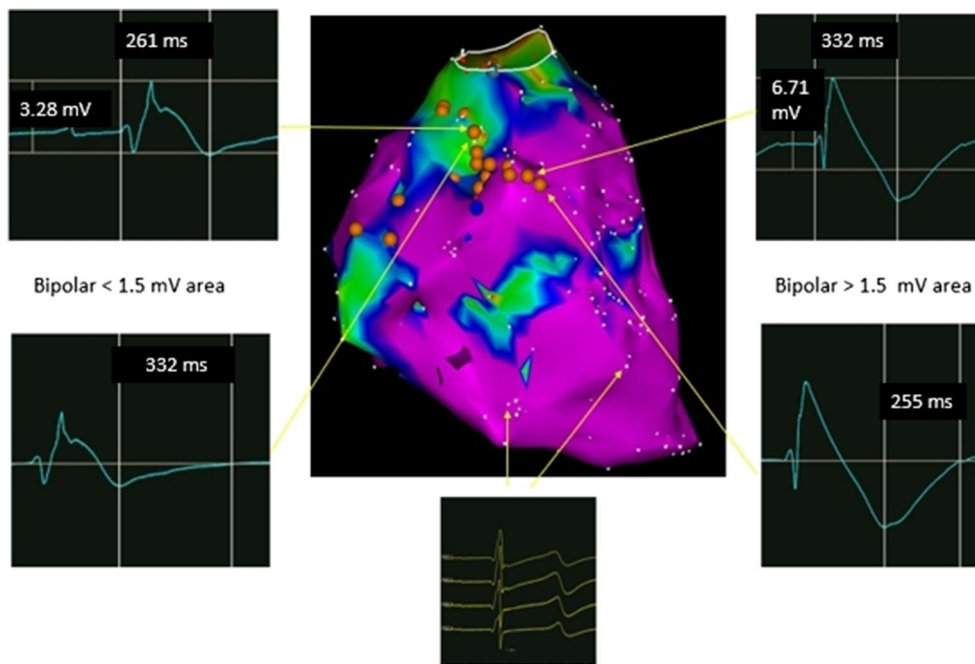 261 ms
3.28 mV
332 ms
6.71
mV
Bipolar < 1.5 mV area
Bipolar > 1.5 mV area
332 ms
255 ms